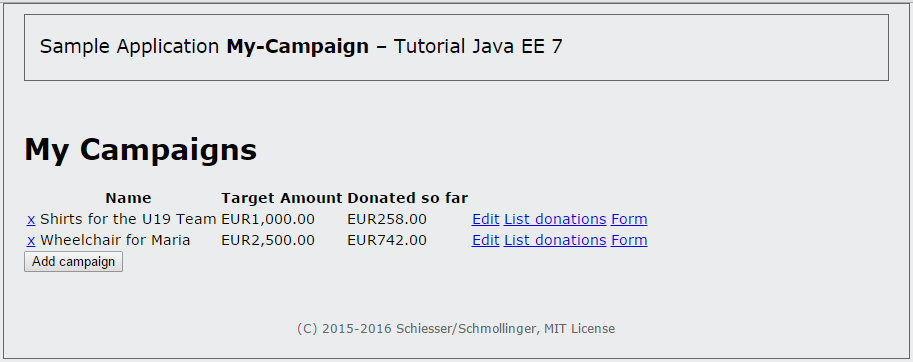 Sample Application My-Campaign – Tutorial Java EE 7
My Campaigns
Name Target Amount Donated so far
x Shirts for the U19 Team EUR1,000.00 EUR258.00 Edit List donations Form
x Wheelchair for Maria EUR2,500.00 EUR742.00 Edit List donations Form
Add campaign
(C) 2015-2016 Schiesser/Schmollinger, MIT License